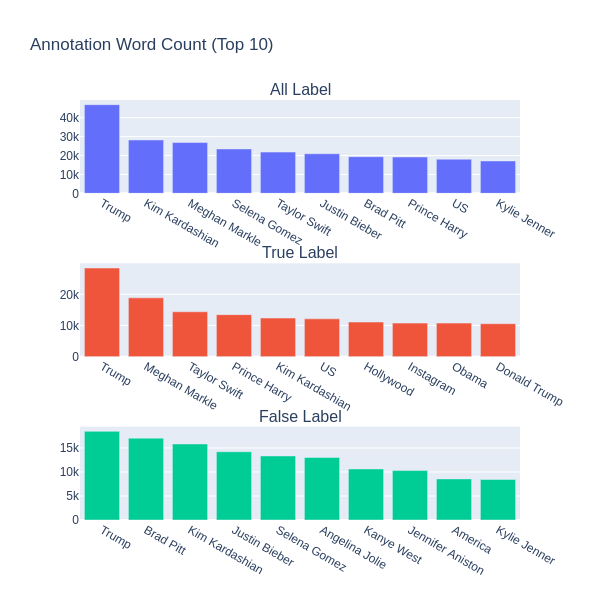 Annotation Word Count (Top 10)
All Label
40k
30k
20k
10k
0
Trump
Kim Kardashian
Meghan Markle
Selena Gomez
Taylor Swift
Justin Bieber
Brad Pitt
Prince Harry
US
Kylie Jenner
True Label
20k
10k
0
Trump
Meghan Markle
Taylor Swift
Prince Harry
Kim Kardashian
US
Hollywood
Instagram
Obama
Donald Trump
False Label
15k
10k
5k
0
Trump
Brad Pitt
Kim Kardashian
Justin Bieber
Selena Gomez
Angelina Jolie
Kanye West
Jennifer Aniston
America
Kylie Jenner